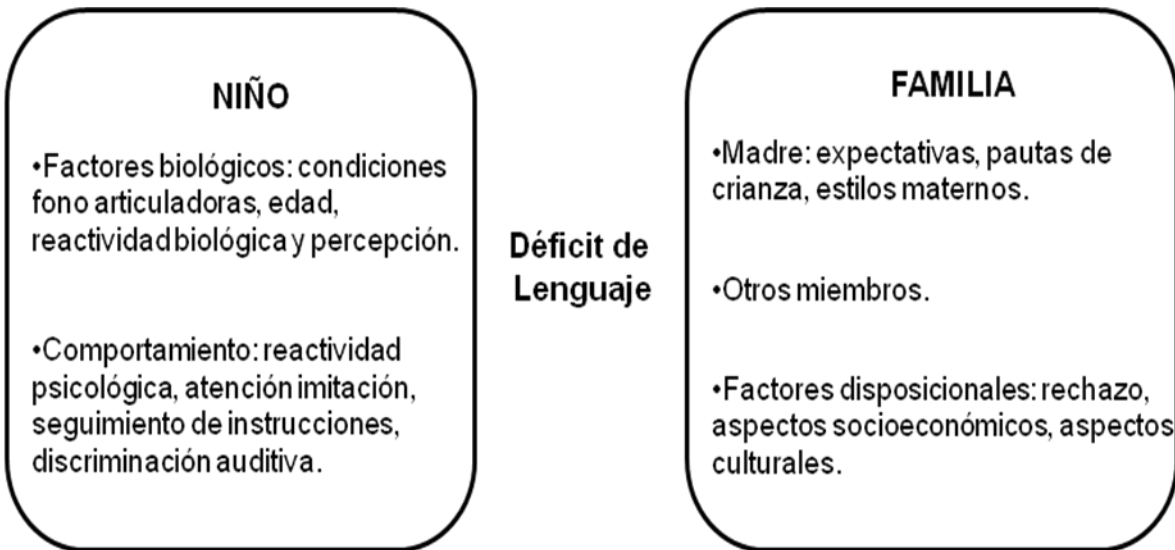 NIÑO
•Factores biológicos: condiciones
fono articuladoras, edad,
reactividad biológica y percepción.
•Comportamiento: reactividad
psicológica, atención imitación,
seguimiento de instrucciones,
discriminación auditiva.
Déficit de
Lenguaje
FAMILIA
•Madre: expectativas, pautas de
crianza, estilos maternos.
•Otros miembros.
•Factores disposicionales: rechazo,
aspectos socioeconómicos, aspectos
culturales.